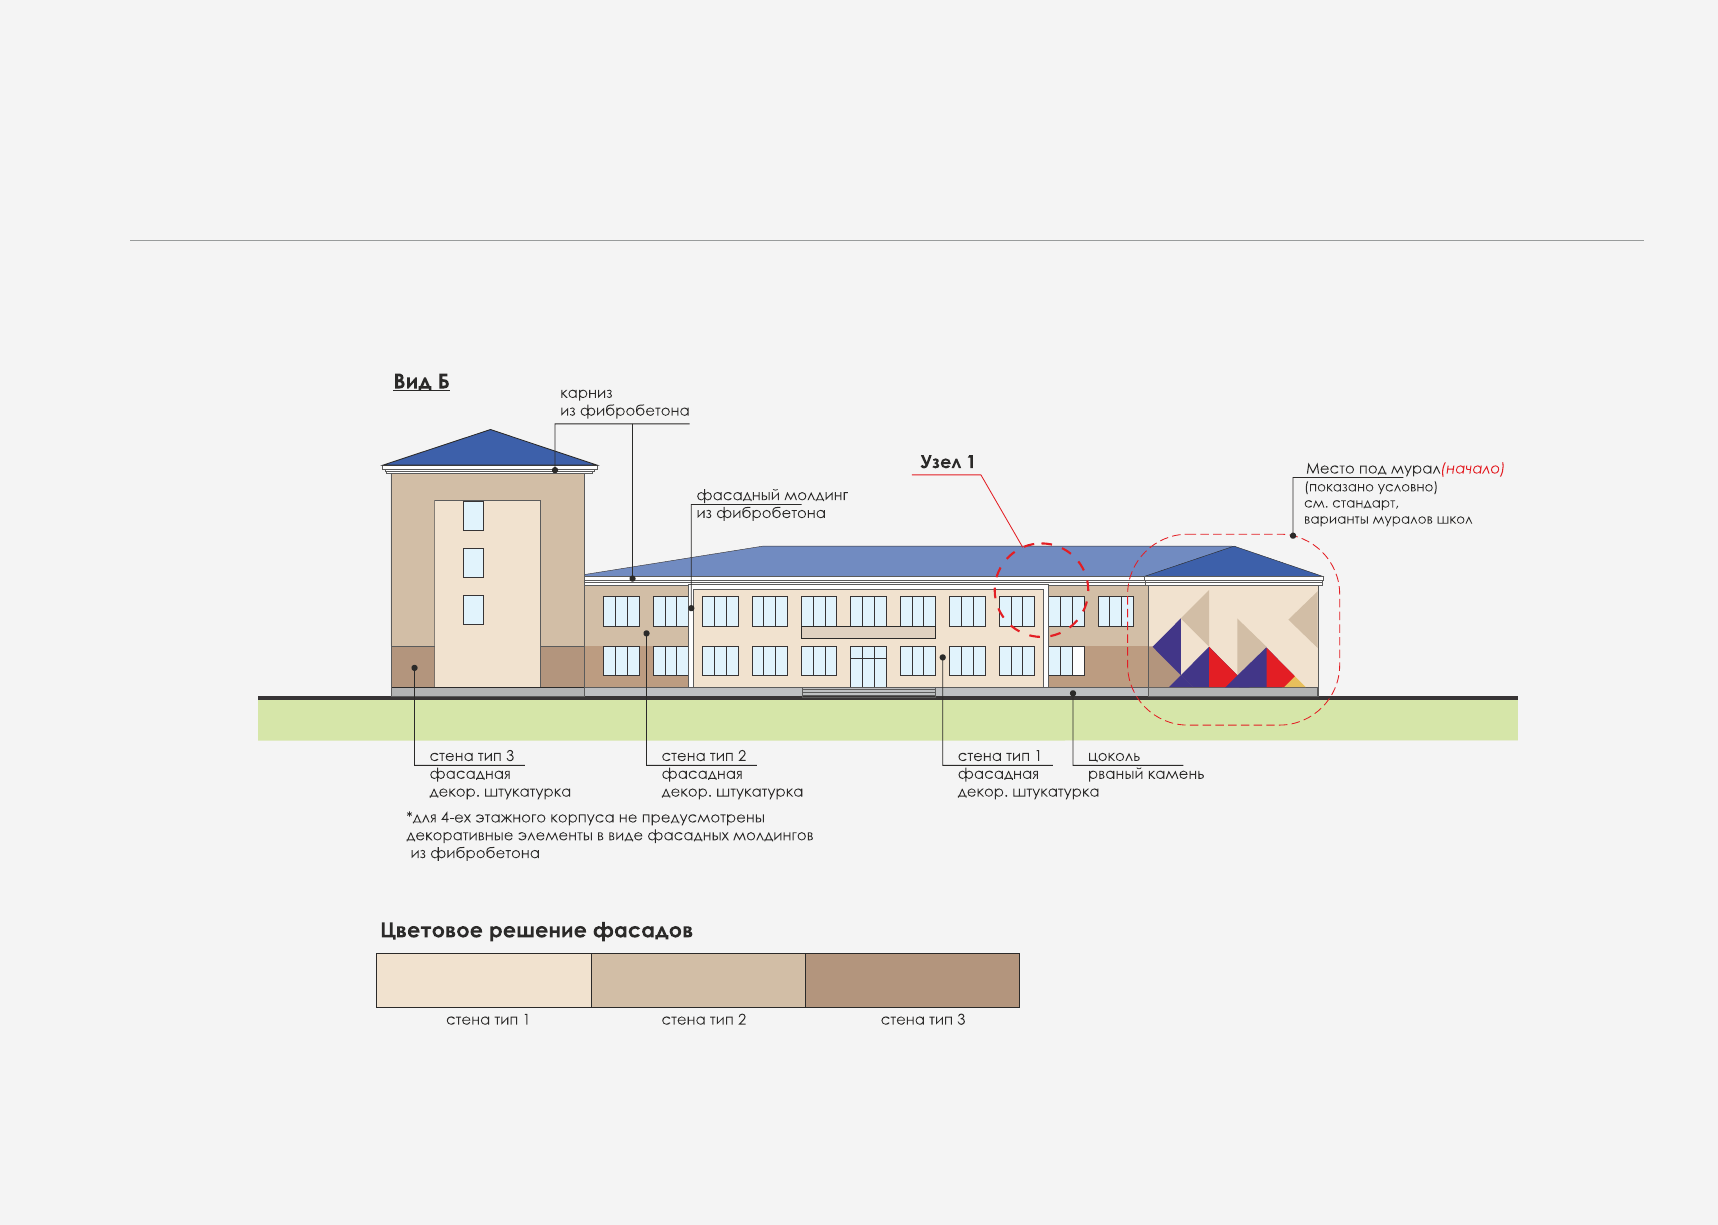 Вид Б
карниз
из фибробетона
Узел 1
Место под мурал(начало)
(показано условно)
см. стандарт,
варианты муралов школ
фасадный молдинг
из фибробетона
стена тип 3
фасадная
декор. штукатурка
стена тип 2
фасадная
декор. штукатурка
стена тип 1
фасадная
декор. штукатурка
цоколь
рваный камень
*для 4-ех этажного корпуса не предусмотрены
декоративные элементы в виде фасадных молдингов
из фибробетона
Цветовое решение фасадов
стена тип 1
стена тип 2
стена тип 3